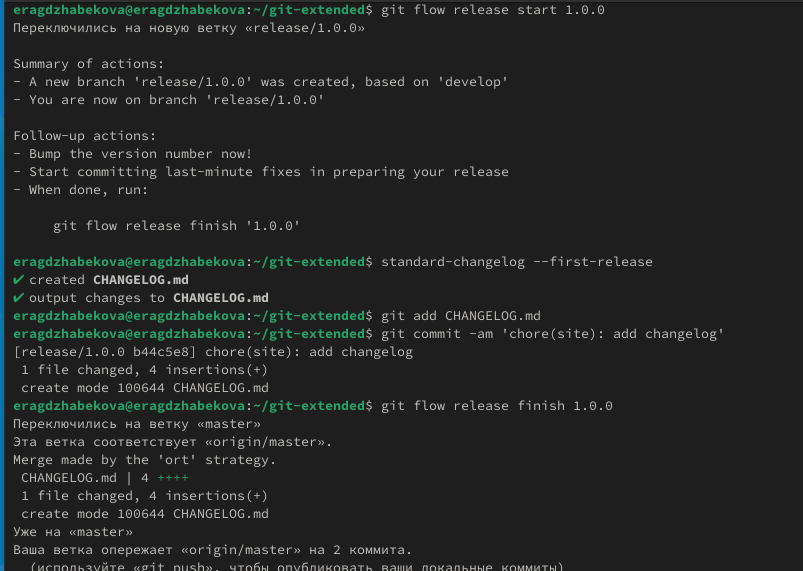 eragdzhabekova@eragdzhabekova:~/git-extended$ git flow release start 1.0.0
Переключились на новую ветку «release/1.0.0»
Summary of actions:
- A new branch 'release/1.0.0' was created, based on 'develop'
- You are now on branch 'release/1.0.0'
Follow-up actions:
- Bump the version number now!
- Start committing last-minute fixes in preparing your release
- When done, run:
git flow release finish '1.0.0'
eragdzhabekova@eragdzhabekova:~/git-extended$ standard-changelog --first-release
✔ created CHANGELOG.md
✔ output changes to CHANGELOG.md
eragdzhabekova@eragdzhabekova:~/git-extended$ git add CHANGELOG.md
eragdzhabekova@eragdzhabekova:~/git-extended$ git commit -am 'chore(site): add changelog'
[release/1.0.0 b44c5e8] chore(site): add changelog
1 file changed, 4 insertions(+)
create mode 100644 CHANGELOG.md
eragdzhabekova@eragdzhabekova:~/git-extended$ git flow release finish 1.0.0
Переключились на ветку «master»
Эта ветка соответствует «origin/master».
Merge made by the 'ort' strategy.
CHANGELOG.md | 4 ++++
1 file changed, 4 insertions(+)
create mode 100644 CHANGELOG.md
Уже на «master»
Ваша ветка опережает «origin/master» на 2 коммита.
(используйте «git push», чтобы опубликовать ваши локальные коммиты)